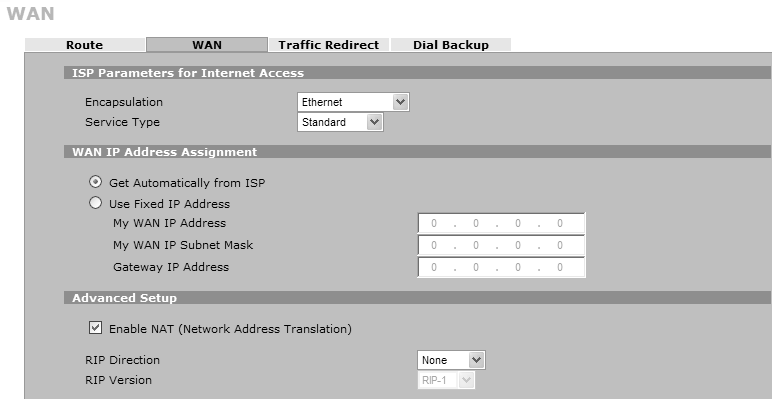 WAN
Route WAN Traffic Redirect Dial Backup
ISP Parameters for Internet Access
Encapsulation Ethernet
Service Type Standard
WAN IP Address Assignment
Get Automatically from ISP
Use Fixed IP Address
My WAN IP Address 0 . 0 . 0 . 0
My WAN IP Subnet Mask 0 . 0 . 0 . 0
Gateway IP Address 0 . 0 . 0 . 0
Advanced Setup
Enable NAT (Network Address Translation)
RIP Direction None
RIP Version RIP-1